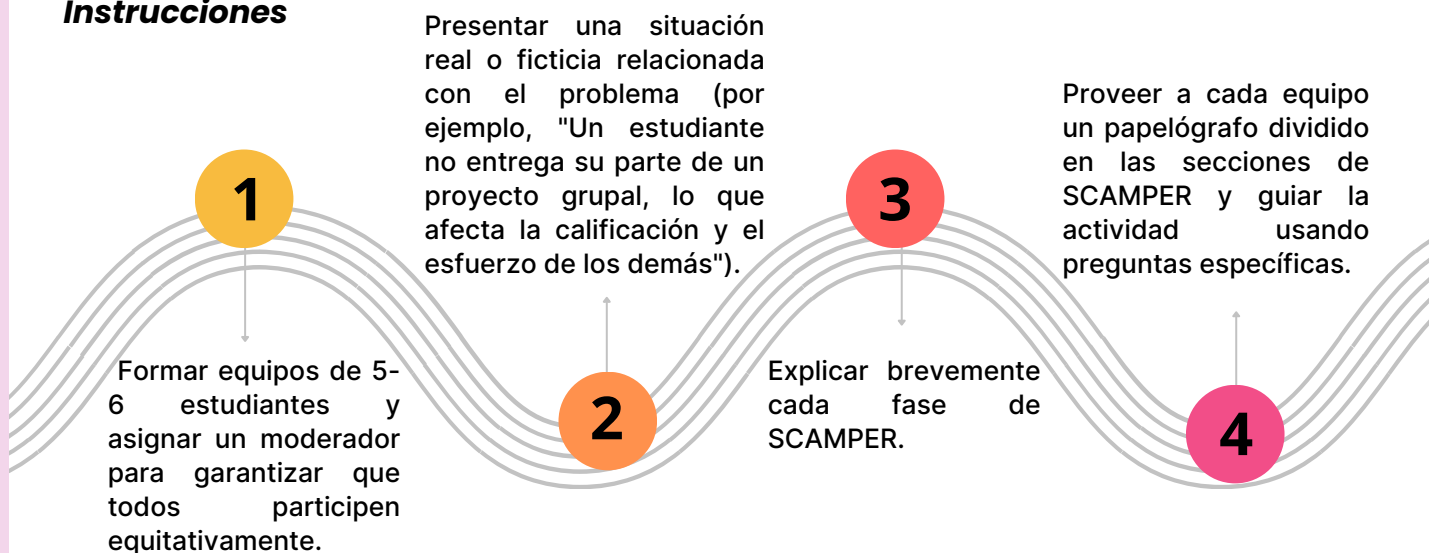 Instrucciones
1
Formar equipos de 5-
6 estudiantes y
asignar un moderador
para garantizar que
todos participen
equitativamente.
Presentar una situación
real o ficticia relacionada
con el problema (por
ejemplo, "Un estudiante
no entrega su parte de un
proyecto grupal, lo que
afecta la calificación y el
esfuerzo de los demás").
2
3
Explicar brevemente
cada fase de
SCAMPER.
Proveer a cada equipo
un papelógrafo dividido
en las secciones de
SCAMPER y guiar la
actividad usando
preguntas específicas.
4